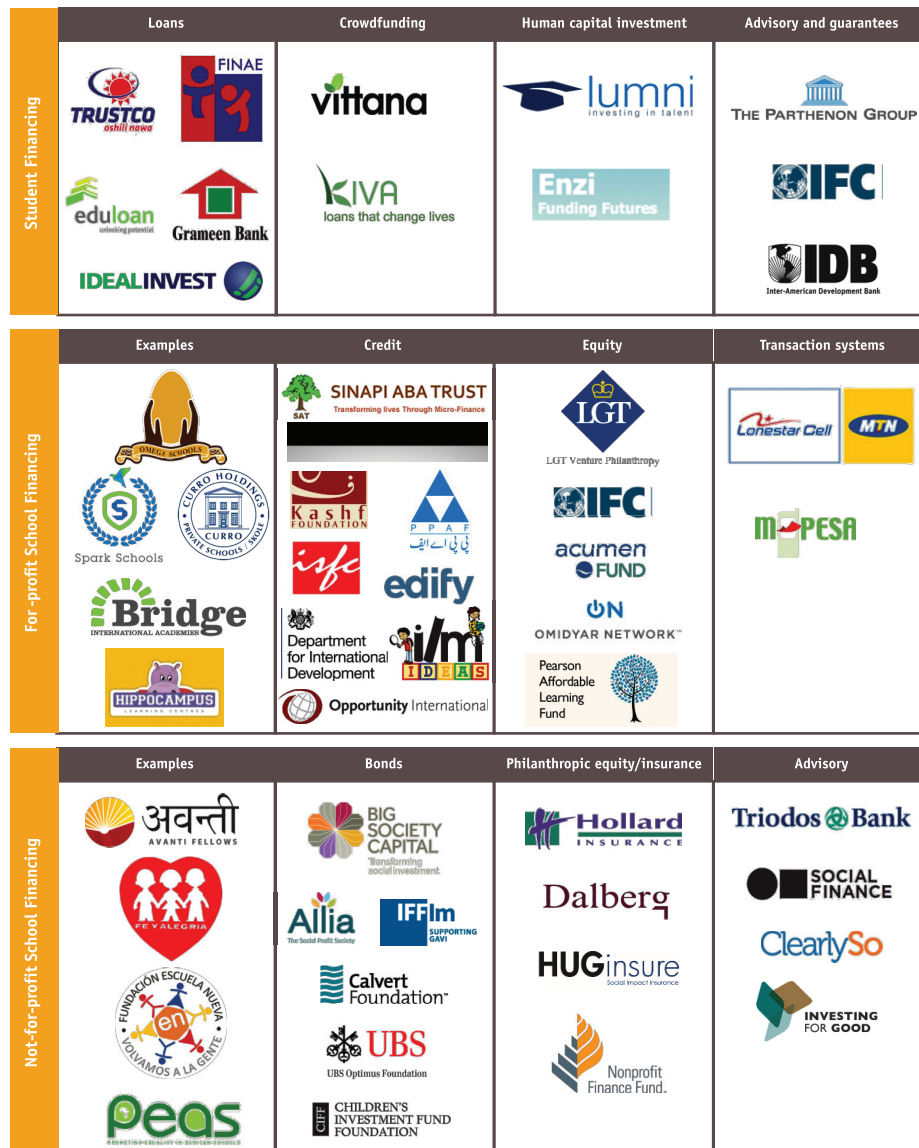 Student Financing
Loans
Crowdfunding
Human capital investment
Advisory and guarantees
TRUSTCO
oshili nawa
FINAE
eduloan
unlocking potential
Grameen Bank
IDEALINVEST
vittana
KIVA
loans that change lives
lumni
investing in talent
Enzi
Funding Futures
THE PARTHENON GROUP
IFC
IDB
Inter-American Development Bank
For -profit School Financing
Examples
Credit
Equity
Transaction systems
OMEGA SCHOOLS
S
Spark Schools
CURRO HOLDINGS
CURRO
PRIVATE SCHOOLS / SKOLE
Bridge
INTERNATIONAL ACADEMIES
HIPPOCAMPUS
LEARNING CENTRES
SAT
SINAPI ABA TRUST
Transforming lives Through Micro-Finance
Kashf
FOUNDATION
PPAF
پی پی اے ایف
isfc
edify
Department
for International
Development
i/m
IDEAS
Opportunity International
LGT
LGT Venture Philanthropy
IFC
acumen
FUND
ON
OMIDYAR NETWORK™
Pearson
Affordable
Learning
Fund
Lonestar Cell
MTN
M PESA
Not-for-profit School Financing
Examples
Bonds
Philanthropic equity/insurance
Advisory
अवन्ती
AVANTI FELLOWS
FE Y ALEGRIA
FUNDACIÓN ESCUELA NUEVA
en
VOLVAMOS A LA GENTE
Peas
PROMOTING EQUALITY IN AFRICAN SCHOOLS
BIG
SOCIETY
CAPITAL
Transforming
social investment
Allia
The Social Profit Society
IFFIm
SUPPORTING
GAVI
Calvert
Foundation™
UBS
UBS Optimus Foundation
CIFF
CHILDREN'S
INVESTMENT FUND
FOUNDATION
Hollard
INSURANCE
Dalberg
HUGinsure
Social Impact Insurance
Nonprofit
Finance Fund.
Triodos Bank
SOCIAL
FINANCE
ClearlySo
INVESTING
FOR GOOD